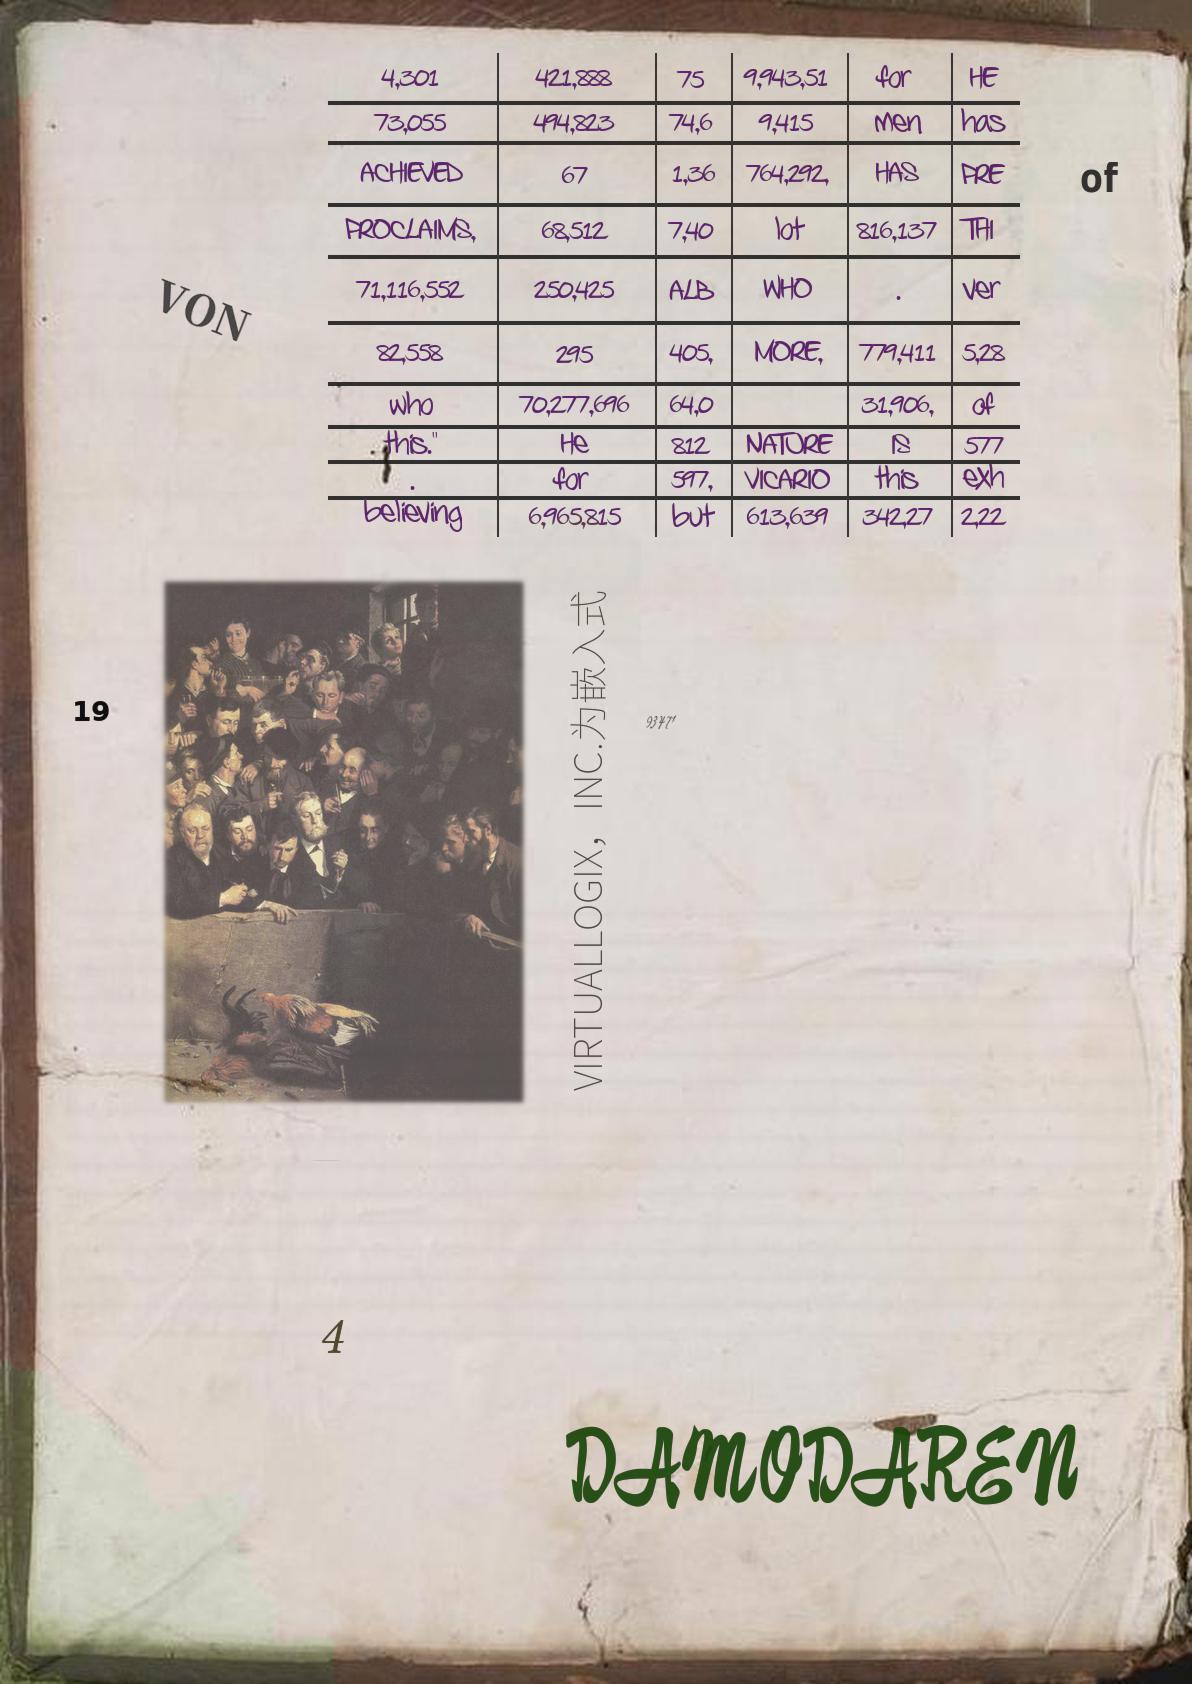 4,301 421,888 75 9,943,51 for HE
73,055 494,823 74,6 9,415 men has
ACHIEVED 67 1,36 764,292, HAS PRE
of
PROCLAIMS, 68,512 7,40 lot 816,137 THI
71,116,552 250,425 ALB WHO . ver
VON
82,558 295 405, MORE, 779,411 5,28
who 70,277,696 64,0 31,906, of
this." He 812 NATURE IS 577
. for 597, VICARIO this exh
believing 6,965,815 but 613,639 342,27 2,22
VIRTUALLOGIX, INC.为嵌入式
19
4
DAMODAREN